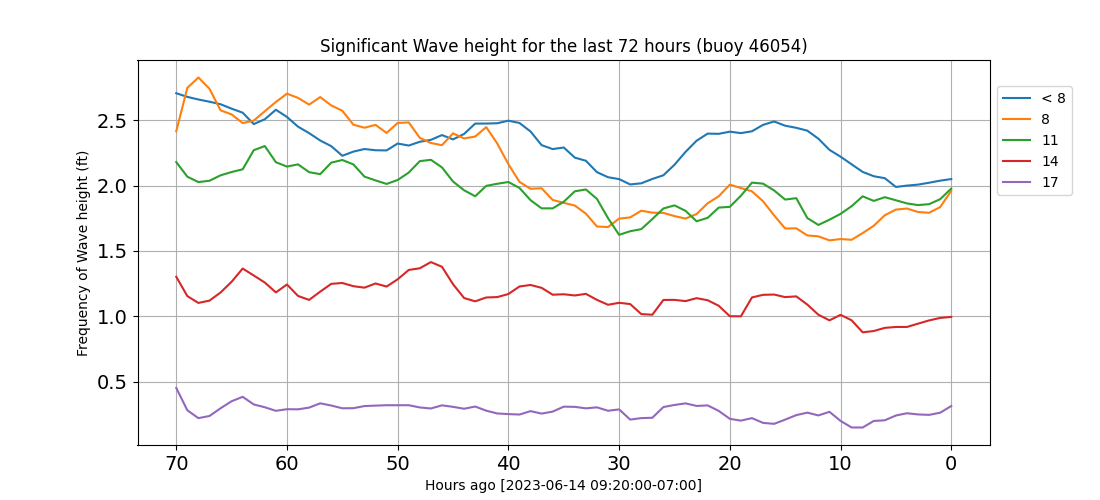 Significant Wave height for the last 72 hours (buoy 46054)
Frequency of Wave height (ft)
2.5
2.0
1.5
1.0
0.5
70 60 50 40 30 20 10 0
Hours ago [2023-06-14 09:20:00-07:00]
< 8
8
11
14
17